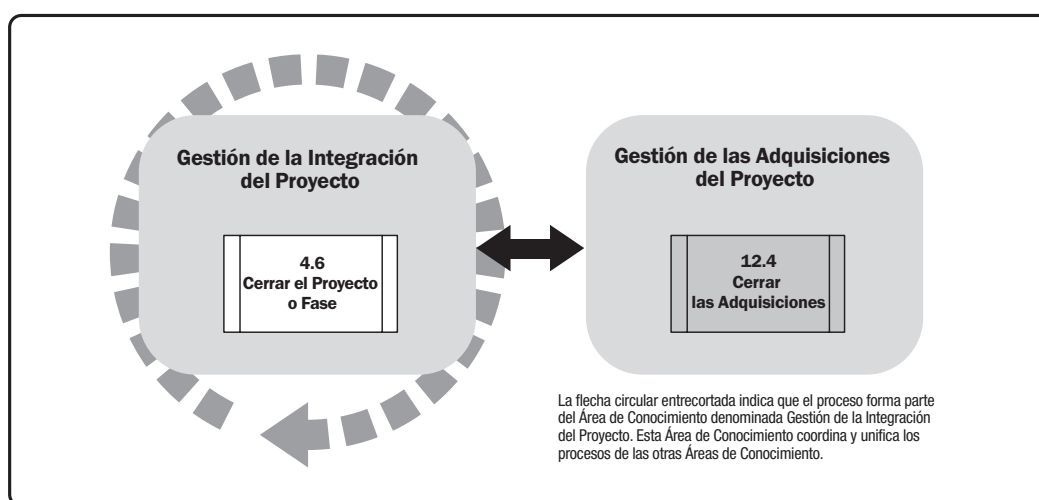 Gestión de la Integración
del Proyecto
4.6
Cerrar el Proyecto
o Fase
Gestión de las Adquisiciones
del Proyecto
12.4
Cerrar
las Adquisiciones
La flecha circular entrecortada indica que el proceso forma parte
del Área de Conocimiento denominada Gestión de la Integración
del Proyecto. Esta Área de Conocimiento coordina y unifica los
procesos de las otras Áreas de Conocimiento.